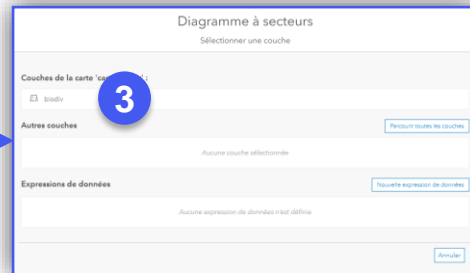 Diagramme à secteurs
Sélectionner une couche
Couches de la carte
3
biodiv
Autres couches
Parcourir toutes les couches
Aucune couche sélectionnée
Expressions de données
Nouvelle expression de données
Aucune expression de données n'est définie
Annuler